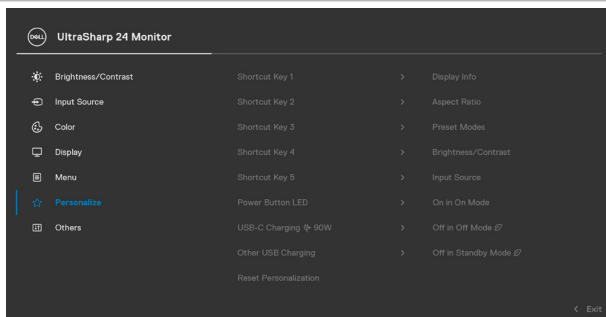 DELL UltraSharp 24 Monitor
Brightness/Contrast Shortcut Key 1 > Display Info
Input Source Shortcut Key 2 > Aspect Ratio
Color Shortcut Key 3 > Preset Modes
Display Shortcut Key 4 > Brightness/Contrast
Menu Shortcut Key 5 > Input Source
Personalize Power Button LED > On in On Mode
Others USB-C Charging 90W > Off in Off Mode
Other USB Charging > Off in Standby Mode
Reset Personalization
< Exit